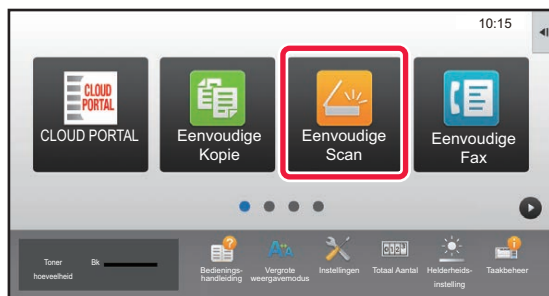 10:15
CLOUD
PORTAL
CLOUD PORTAL
Eenvoudige
Kopie
Eenvoudige
Scan
Eenvoudige
Fax
Toner
hoeveelheid
Bk
Bedienings-
handleiding
Vergrote
weergavemodus
Instellingen
Totaal Aantal
Helderheids-
instelling
Taakbeheer